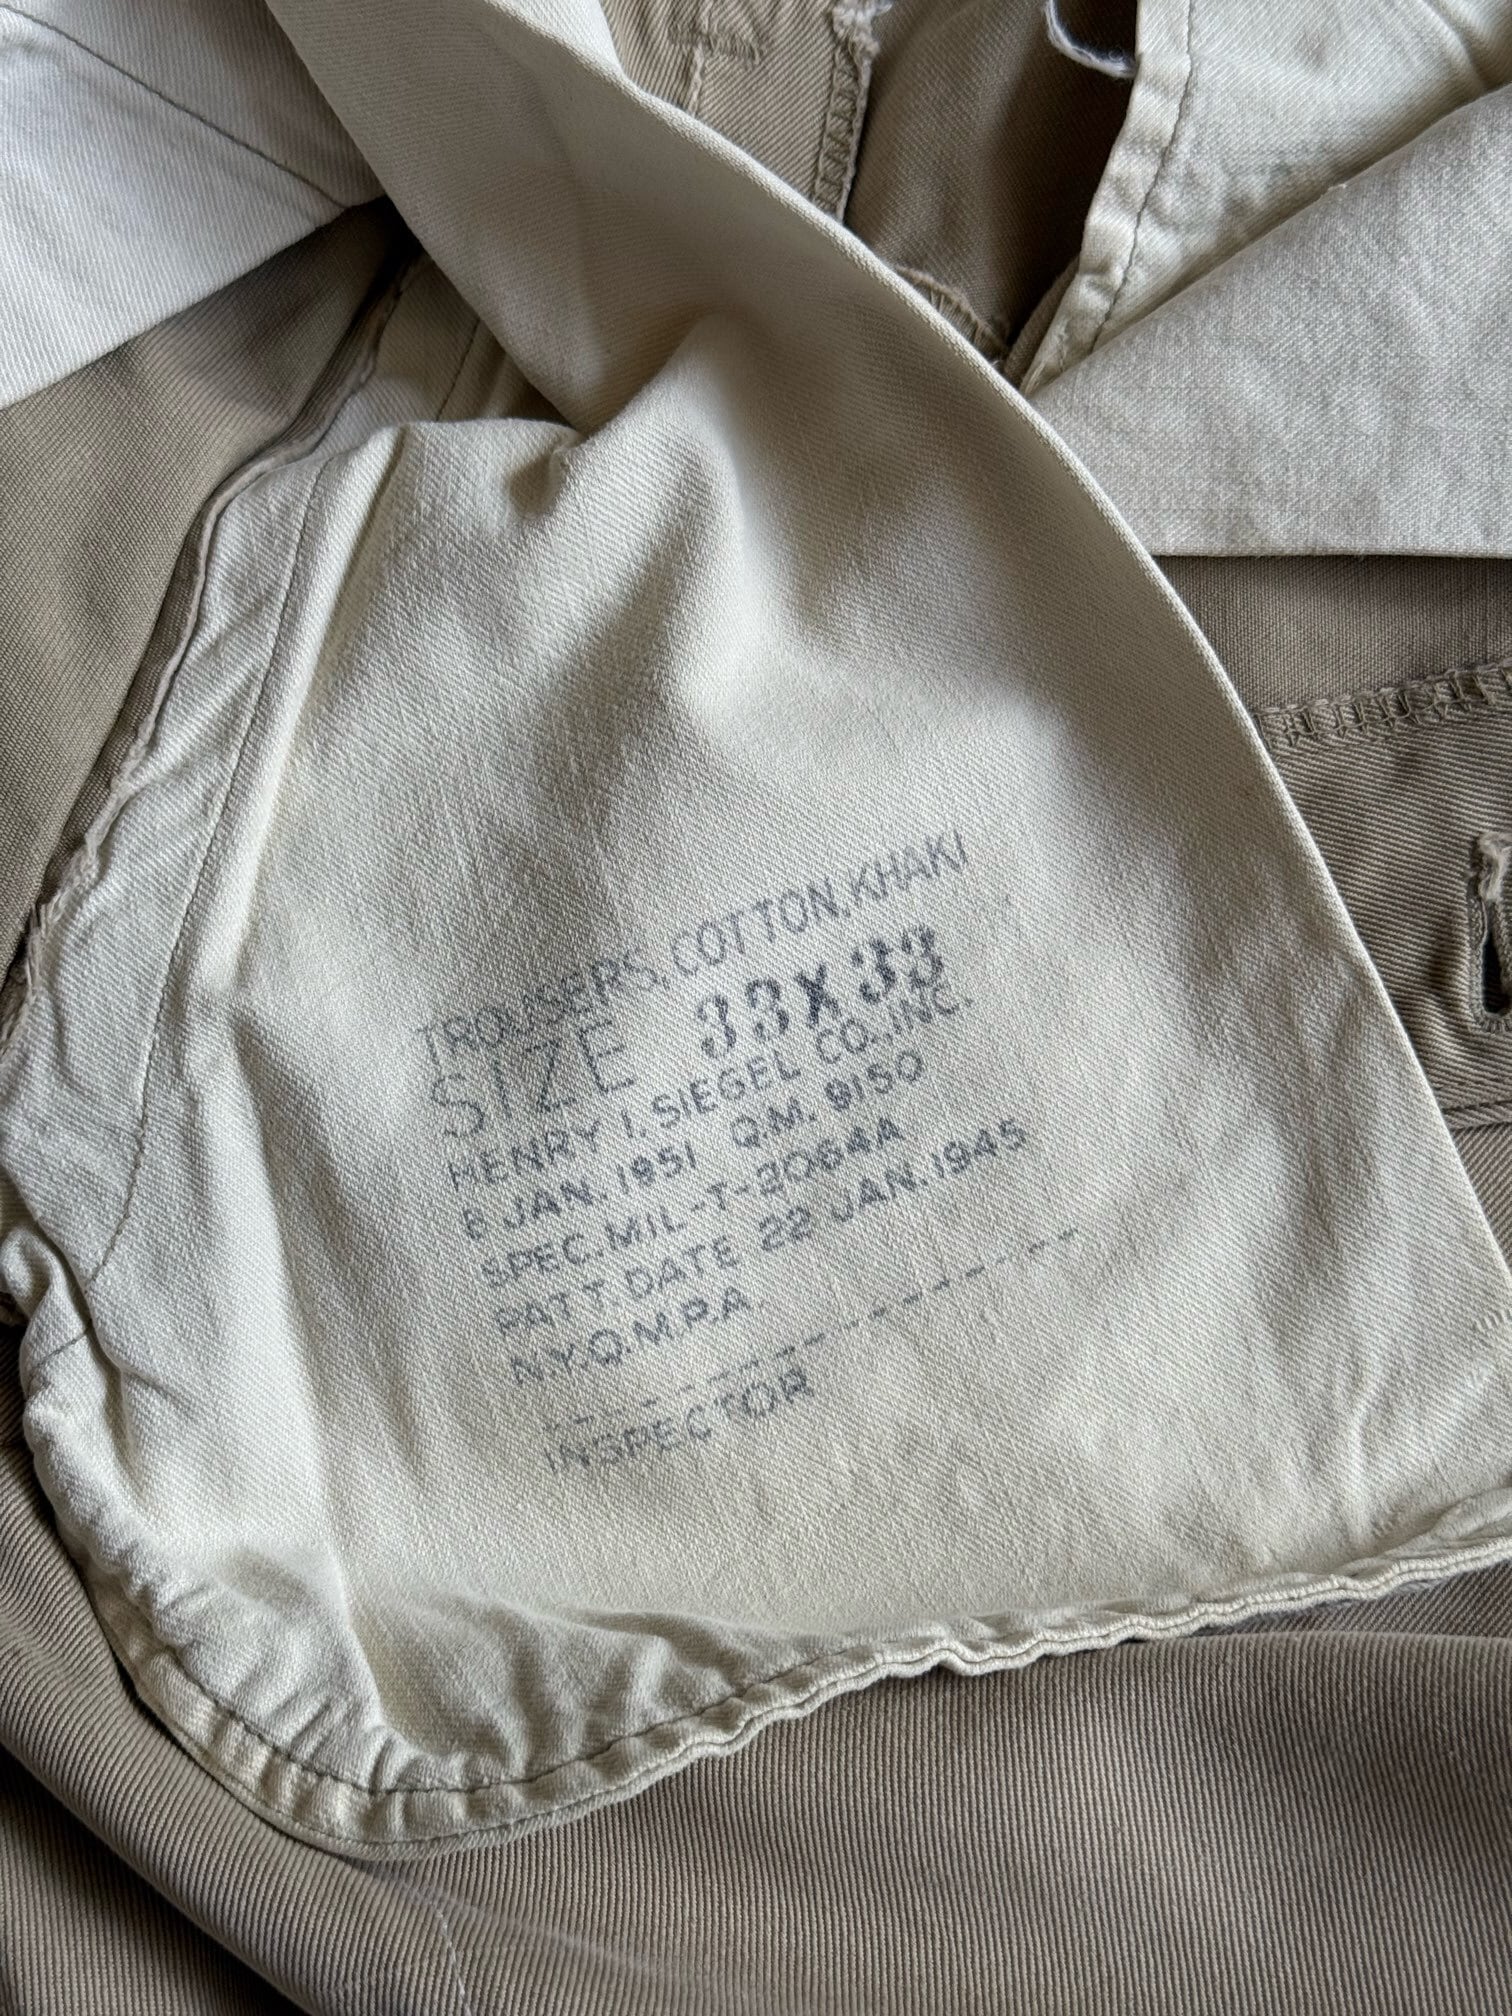 TROUSERS, COTTON, KHAKI
SIZE 33X33
HENRY I. SIEGEL CO., INC.
8 JAN. 1951 Q.M. 9150
SPEC. MIL-T-2064A
PATT. DATE 22 JAN. 1945
N.Y.Q.M.P.A.
INSPECTOR